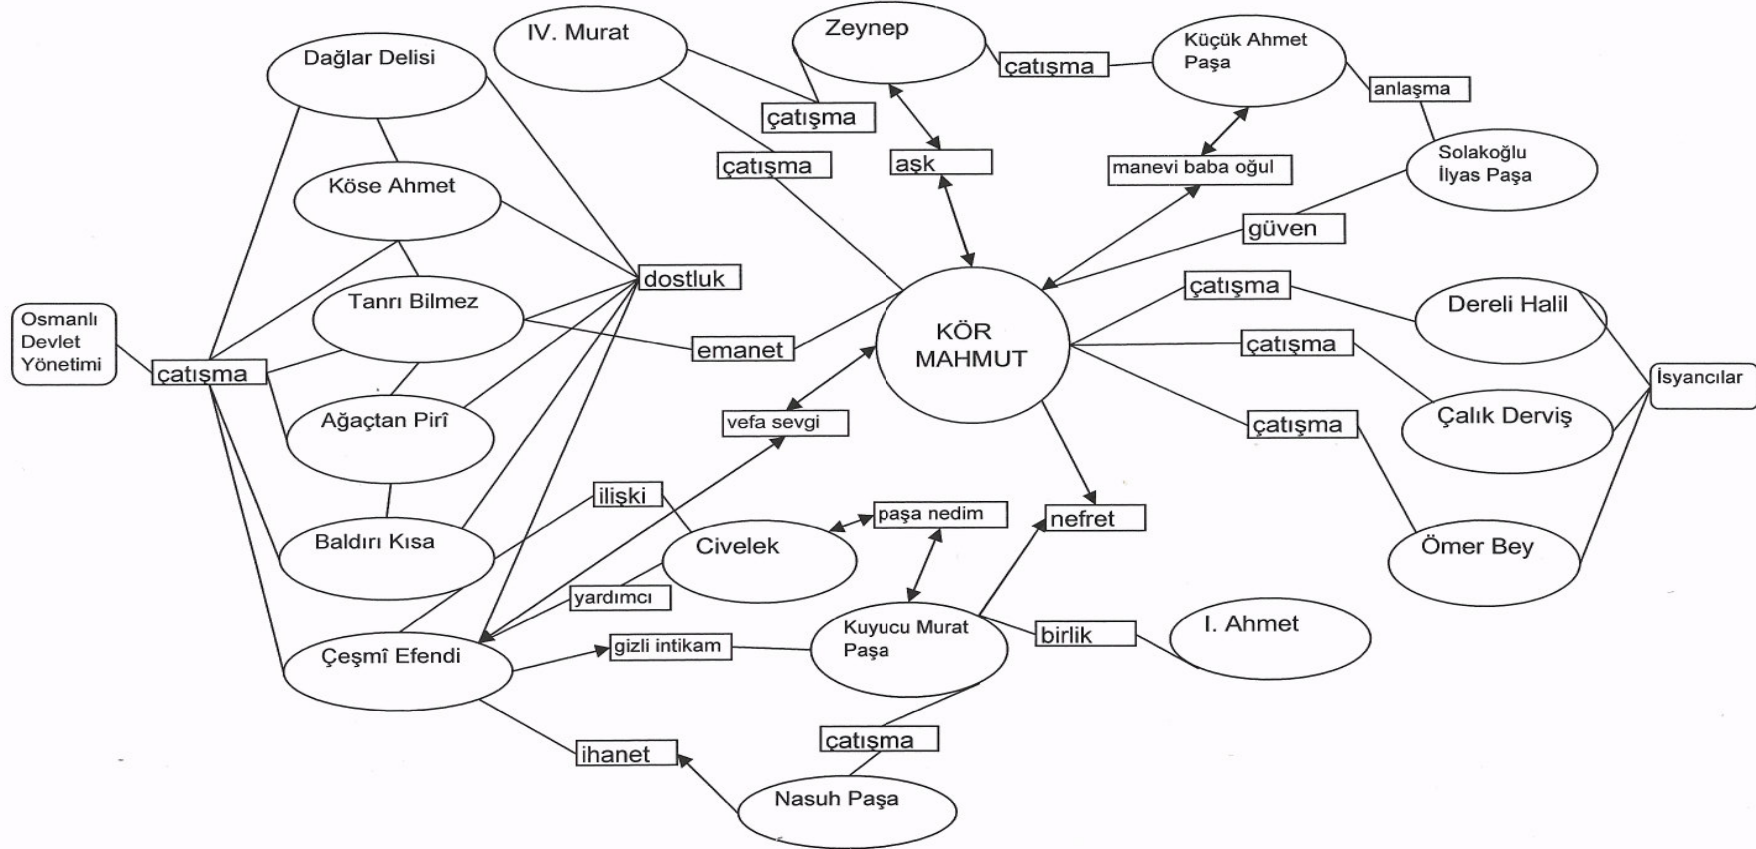 IV. Murat
Zeynep
Küçük Ahmet
Paşa
Dağlar Delisi
çatışma
anlaşma
çatışma
Solakoğlu
İlyas Paşa
çatışma
aşk
manevi baba oğul
Köse Ahmet
güven
dostluk
Tanrı Bilmez
çatışma
Dereli Halil
Osmanlı
Devlet
Yönetimi
çatışma
emanet
KÖR
MAHMUT
çatışma
İsyancılar
Ağaçtan Pirî
vefa sevgi
çatışma
Çalık Derviş
ilişki
paşa nedim
nefret
Baldırı Kısa
Civelek
Ömer Bey
yardımcı
Kuyucu Murat
Paşa
birlik
I. Ahmet
Çeşmî Efendi
gizli intikam
çatışma
ihanet
Nasuh Paşa